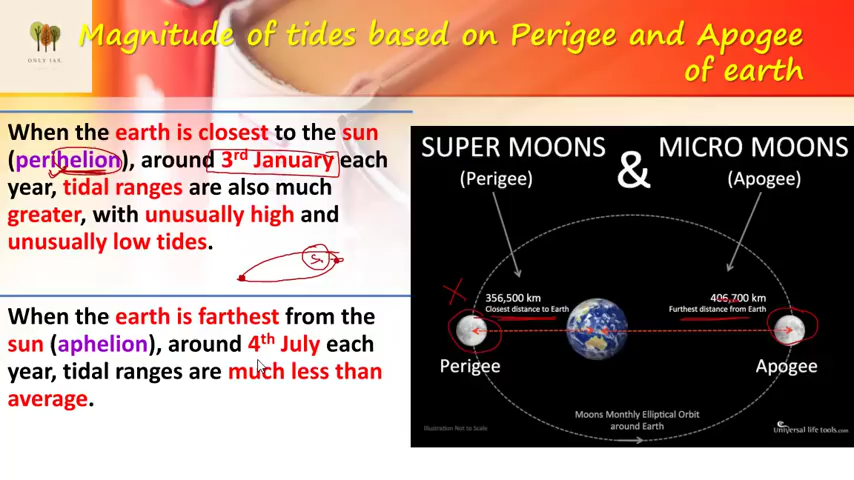 ONLY IAS
Magnitude of tides based on Perigee and Apogee
of earth
When the earth is closest to the sun
(perihelion), around 3rd January each
year, tidal ranges are also much
greater, with unusually high and
unusually low tides.
S
When the earth is farthest from the
sun (aphelion), around 4th July each
year, tidal ranges are much less than
average.
SUPER MOONS & MICRO MOONS
(Perigee) (Apogee)
356,500 km 406,700 km
Closest distance to Earth Furthest distance from Earth
Perigee Apogee
Moons Monthly Elliptical Orbit
around Earth
Illustration Not to Scale
Universal life tools.com